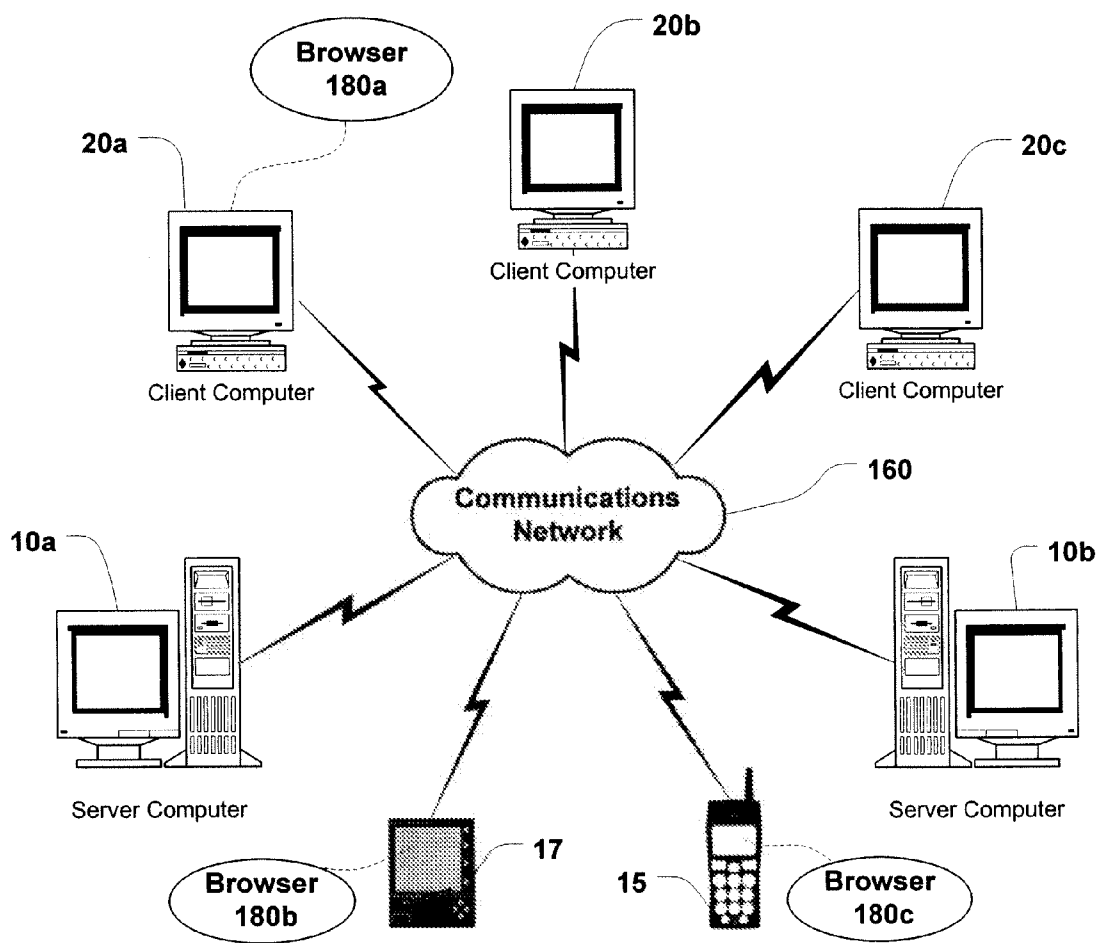 20b
Browser
180a
20a
20c
Client Computer
Client Computer
Client Computer
160
Communications
Network
10a
10b
Server Computer
Server Computer
17
15
Browser
180b
Browser
180c